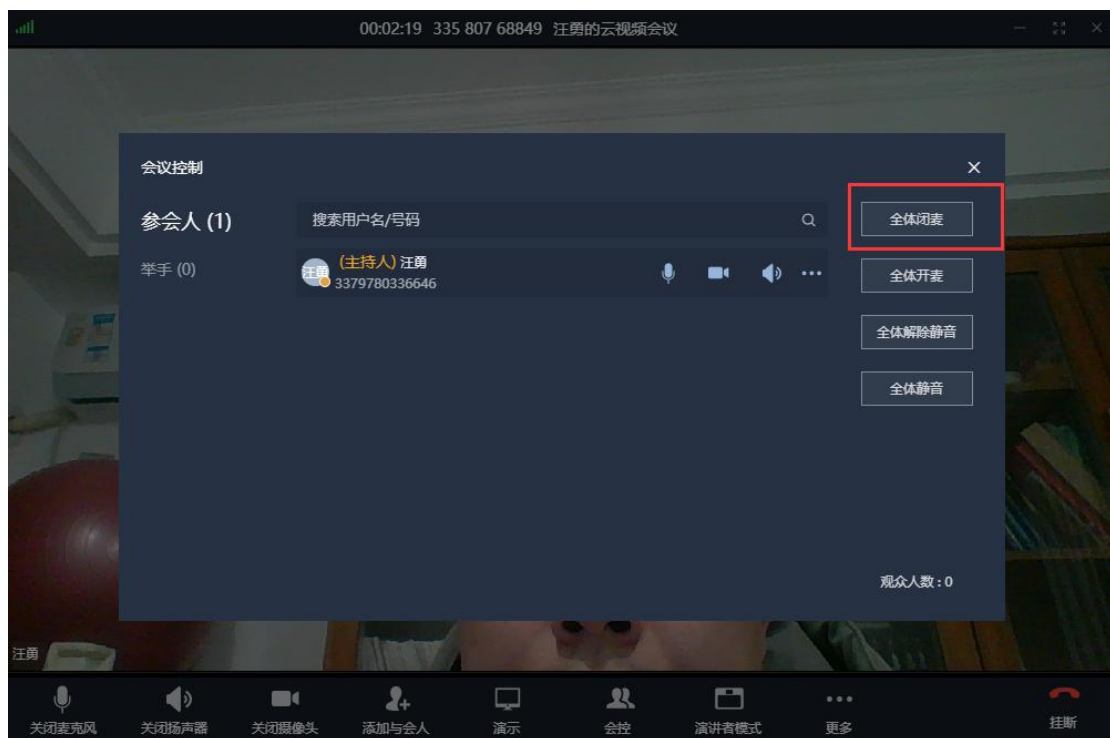 00:02:19 335 807 68849 汪勇的云视频会议
会议控制
参会人 (1)
搜索用户名/号码
全体闭麦
举手 (0)
汪勇
(主持人) 汪勇
3379780336646
全体开麦
全体解除静音
全体静音
观众人数 : 0
汪勇
关闭麦克风
关闭扬声器
关闭摄像头
添加与会人
演示
会控
演讲者模式
更多
挂断